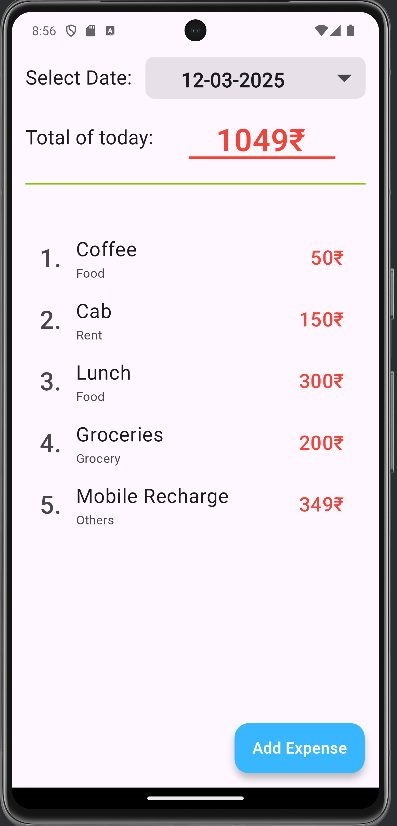 8:56
Select Date: 12-03-2025
Total of today: 1049₹
1. Coffee 50₹
Food
2. Cab 150₹
Rent
3. Lunch 300₹
Food
4. Groceries 200₹
Grocery
5. Mobile Recharge 349₹
Others
Add Expense